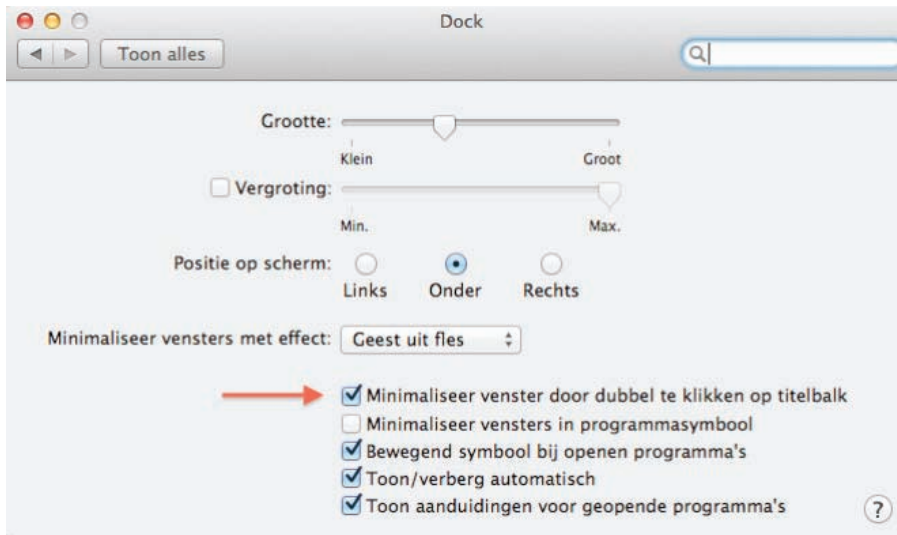 Dock
Toon alles
Grootte:
Klein Groot
Vergroting:
Min. Max.
Positie op scherm:
Links Onder Rechts
Minimaliseer vensters met effect: Geest uit fles
Minimaliseer venster door dubbel te klikken op titelbalk
Minimaliseer vensters in programmasymbool
Bewegend symbool bij openen programma's
Toon/verberg automatisch
Toon aanduidingen voor geopende programma's
?